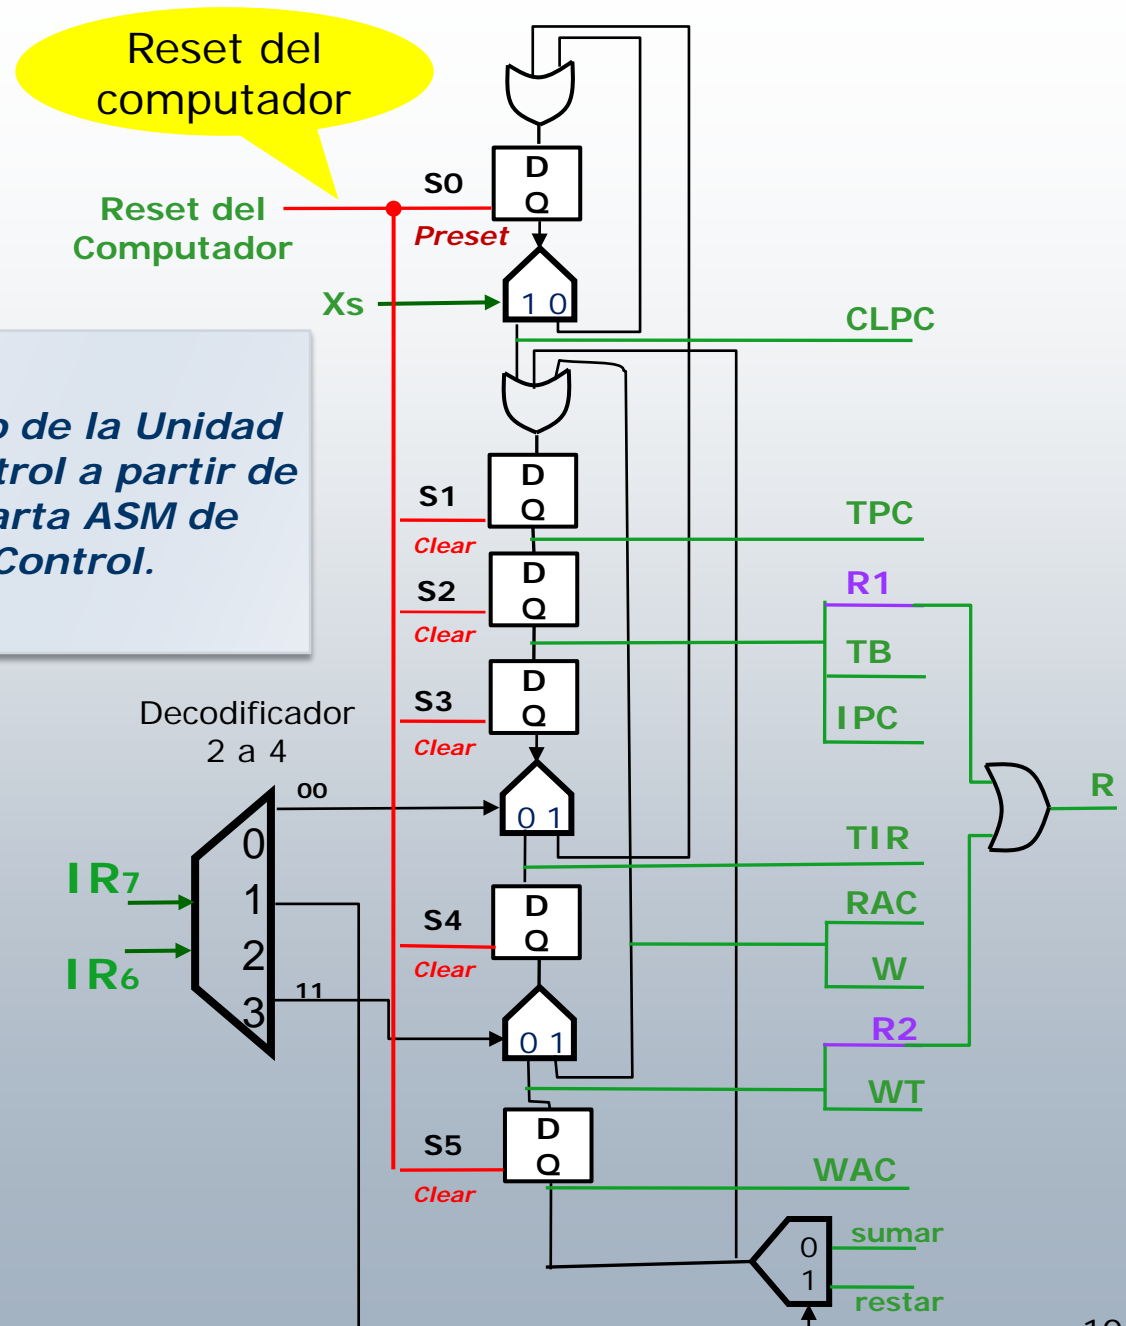 Reset del
computador
Reset del
Computador
S0
D
Q
Preset
Xs
1 0
CLPC
de la Unidad
a partir de
ASM de
Control.
S1
D
Q
Clear
TPC
S2
D
Q
Clear
R1
TB
IPC
S3
D
Q
Clear
Decodificador
2 a 4
00
0 1
R
0
1
2
3
IR7
IR6
11
TIR
S4
D
Q
Clear
RAC
W
0 1
R2
WT
S5
D
Q
Clear
WAC
0
1
sumar
restar